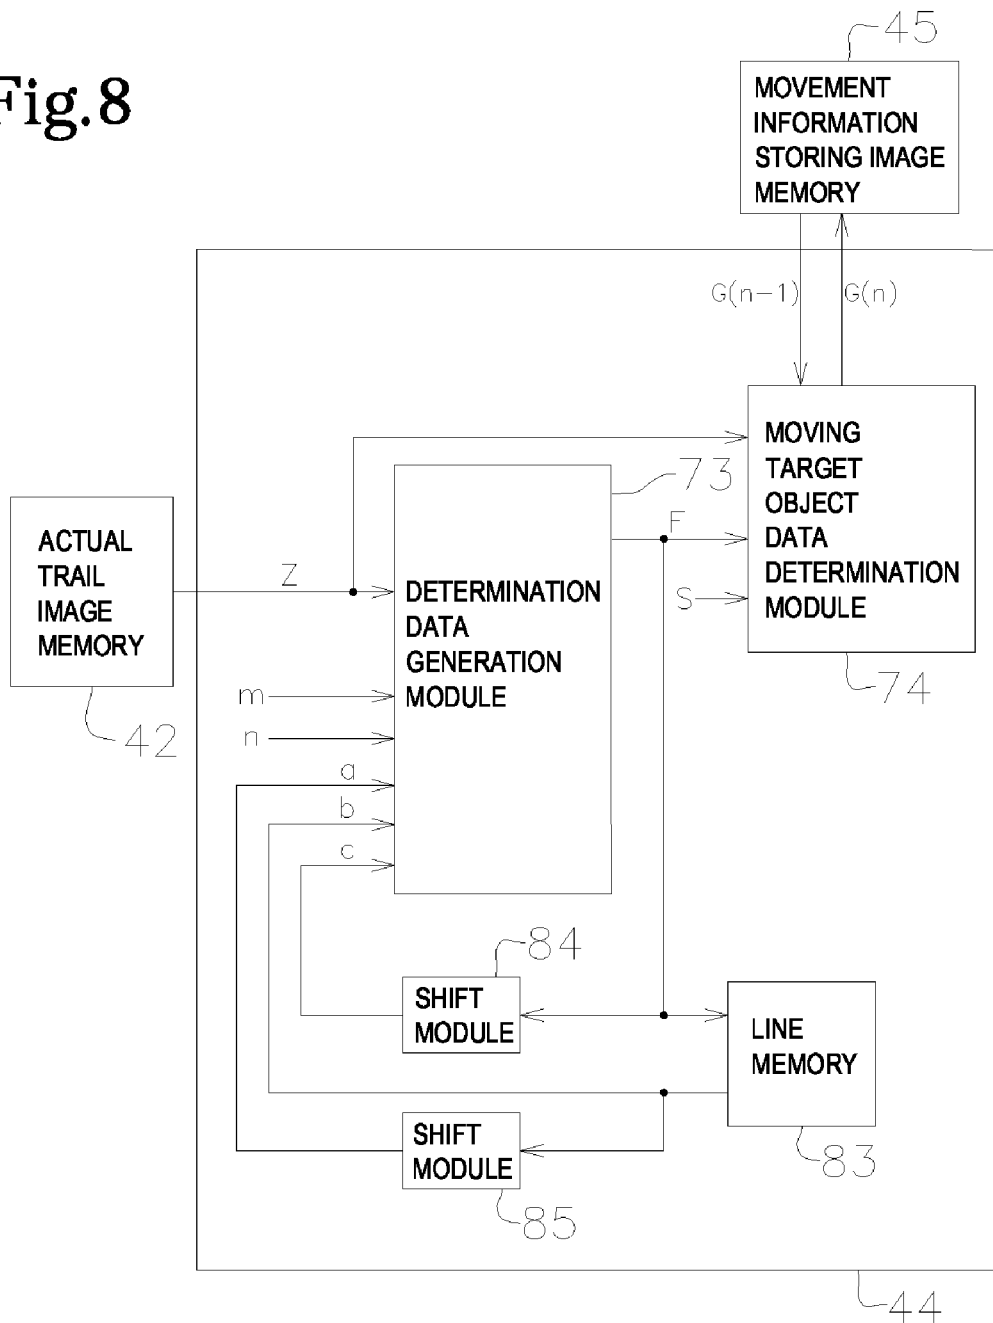 Fig.8
45
MOVEMENT
INFORMATION
STORING IMAGE
MEMORY
G(n-1)
G(n)
MOVING
TARGET
OBJECT
DATA
DETERMINATION
MODULE
74
73
F
S
ACTUAL
TRAIL
IMAGE
MEMORY
42
Z
DETERMINATION
DATA
GENERATION
MODULE
m
n
a
b
c
84
SHIFT
MODULE
LINE
MEMORY
83
SHIFT
MODULE
85
44